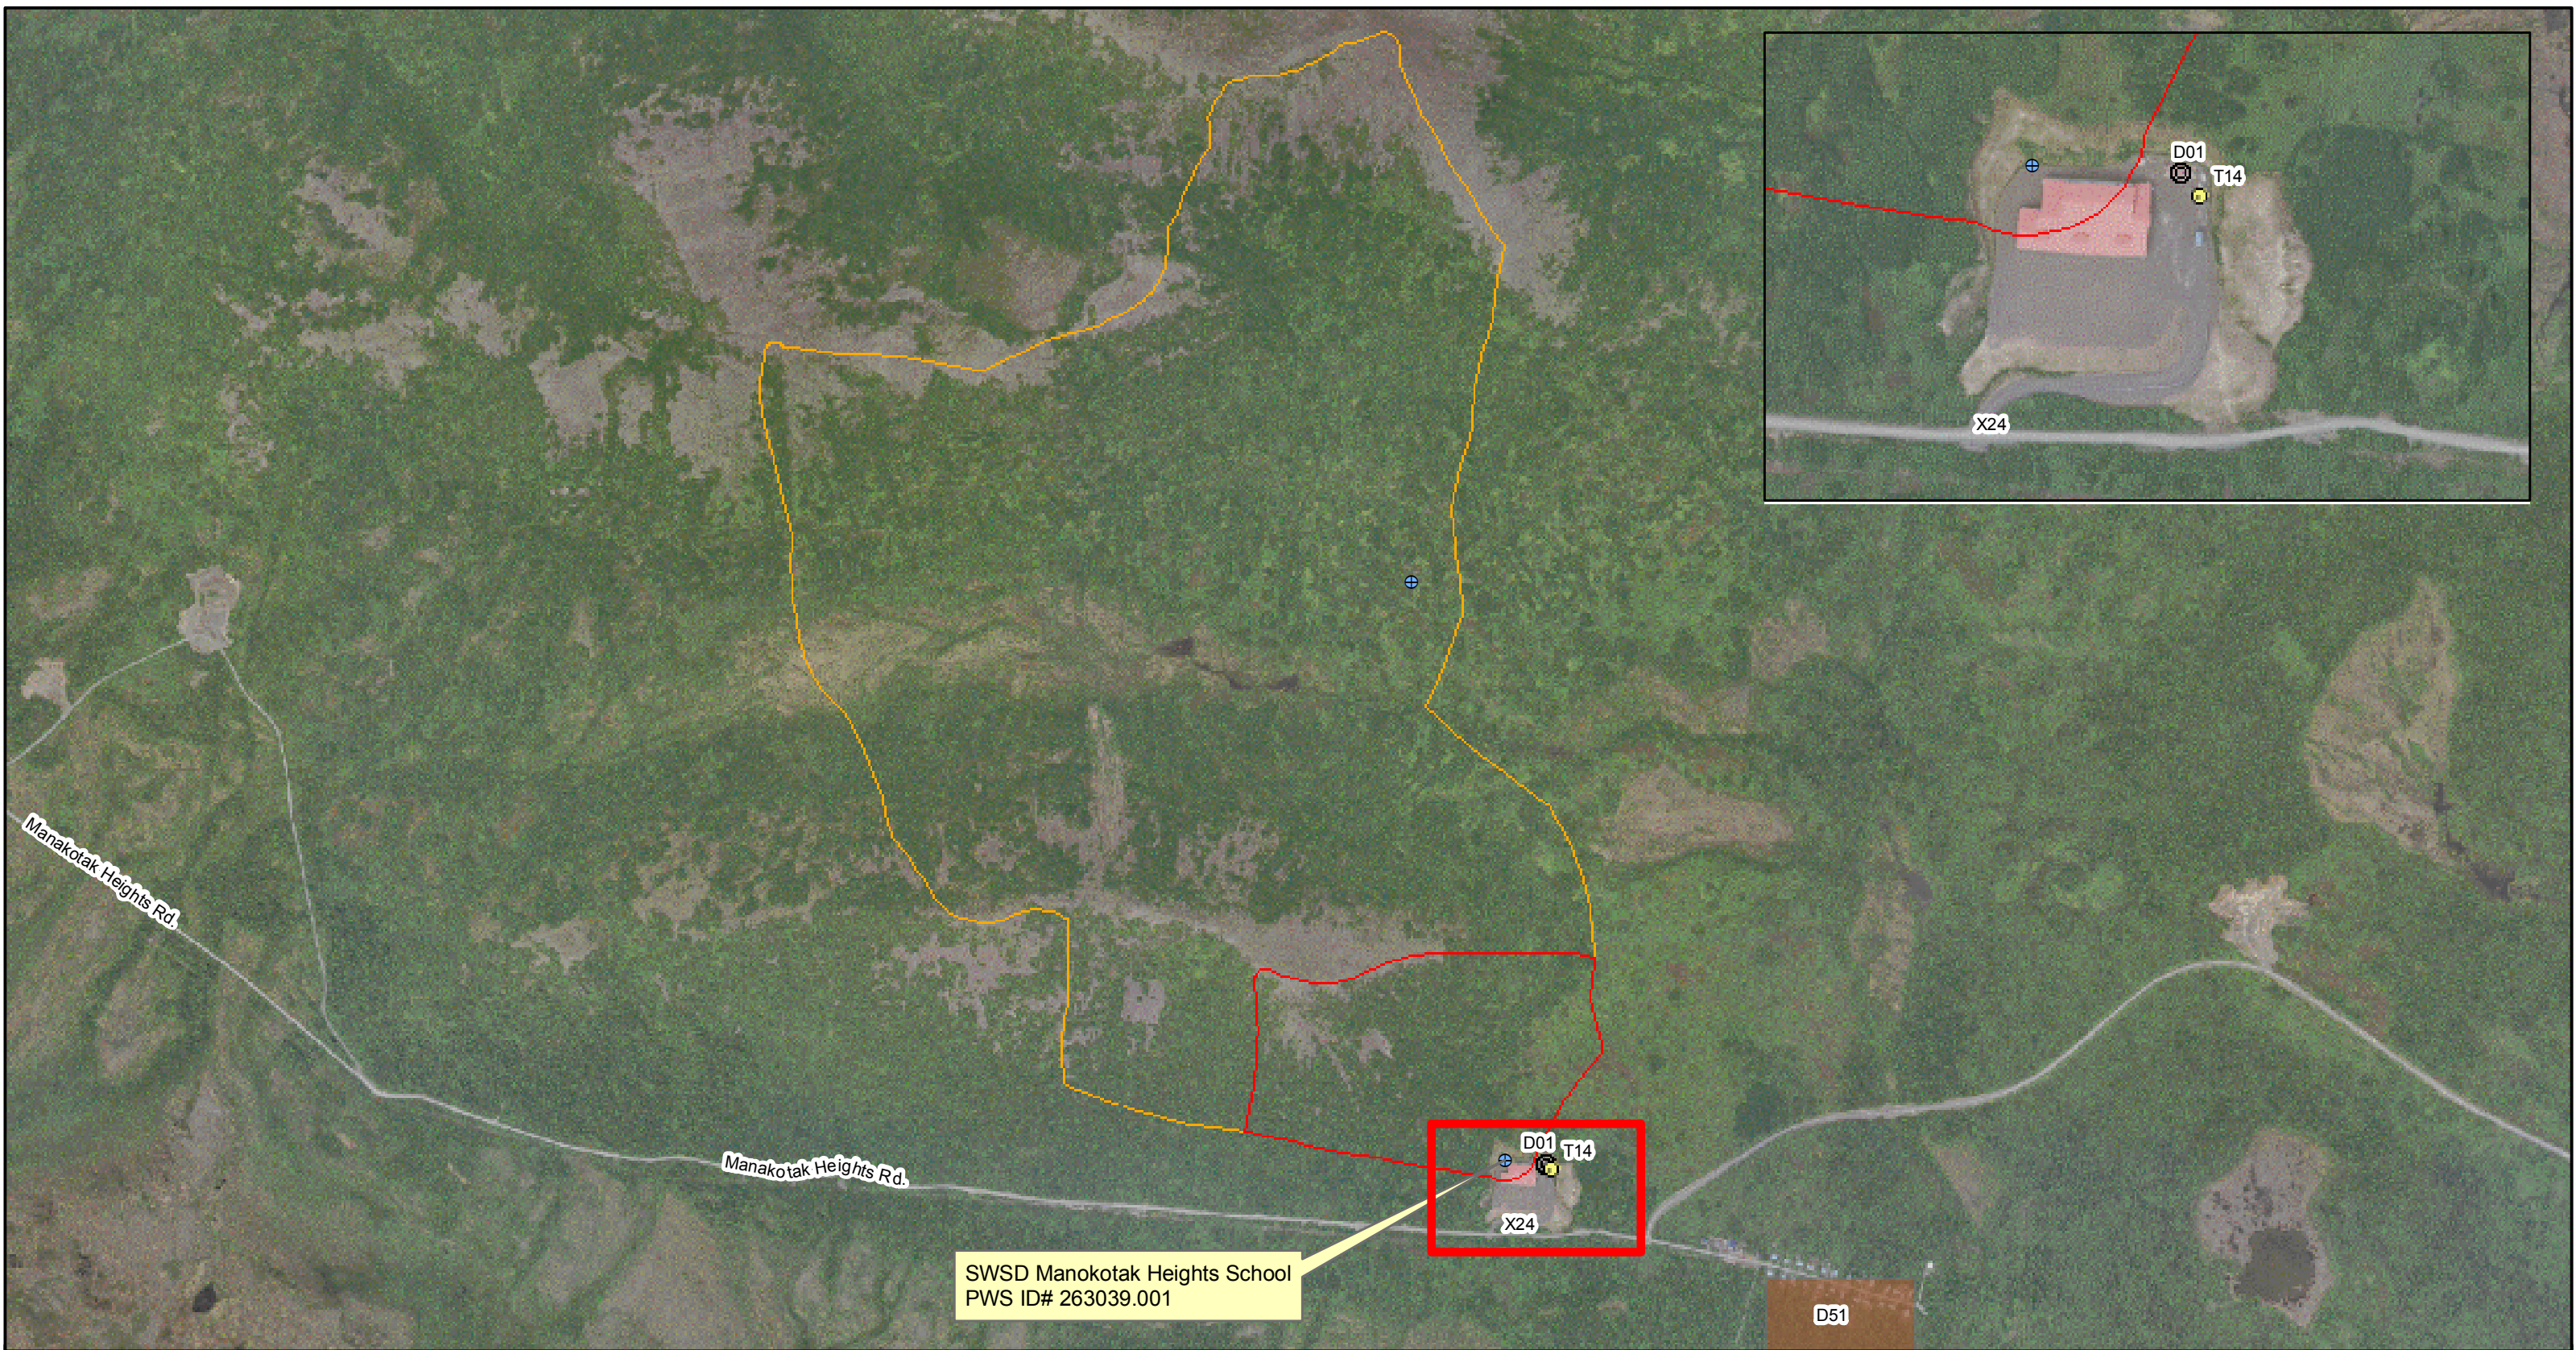 D01
T14
X24
Manakotak Heights Rd.
Manakotak Heights Rd.
D01
T14
X24
SWSD Manokotak Heights School
PWS ID# 263039.001
D51